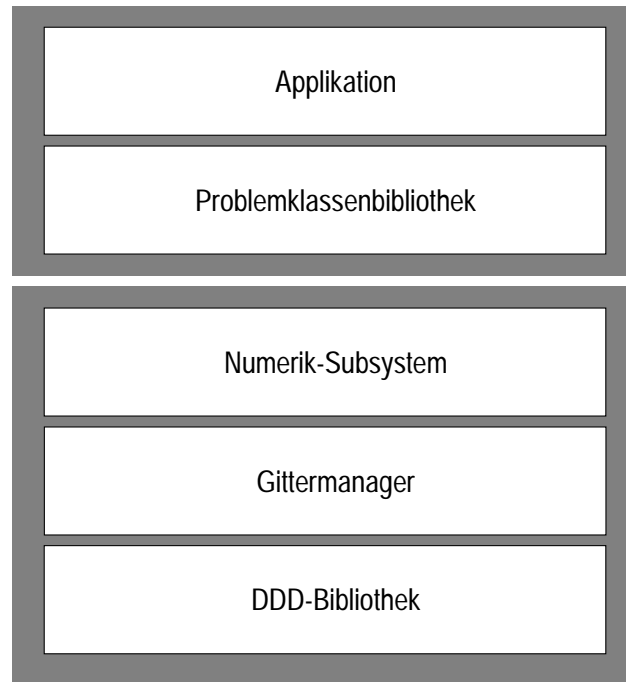 Applikation
Problemklassenbibliothek
Numerik-Subsystem
Gittermanager
DDD-Bibliothek